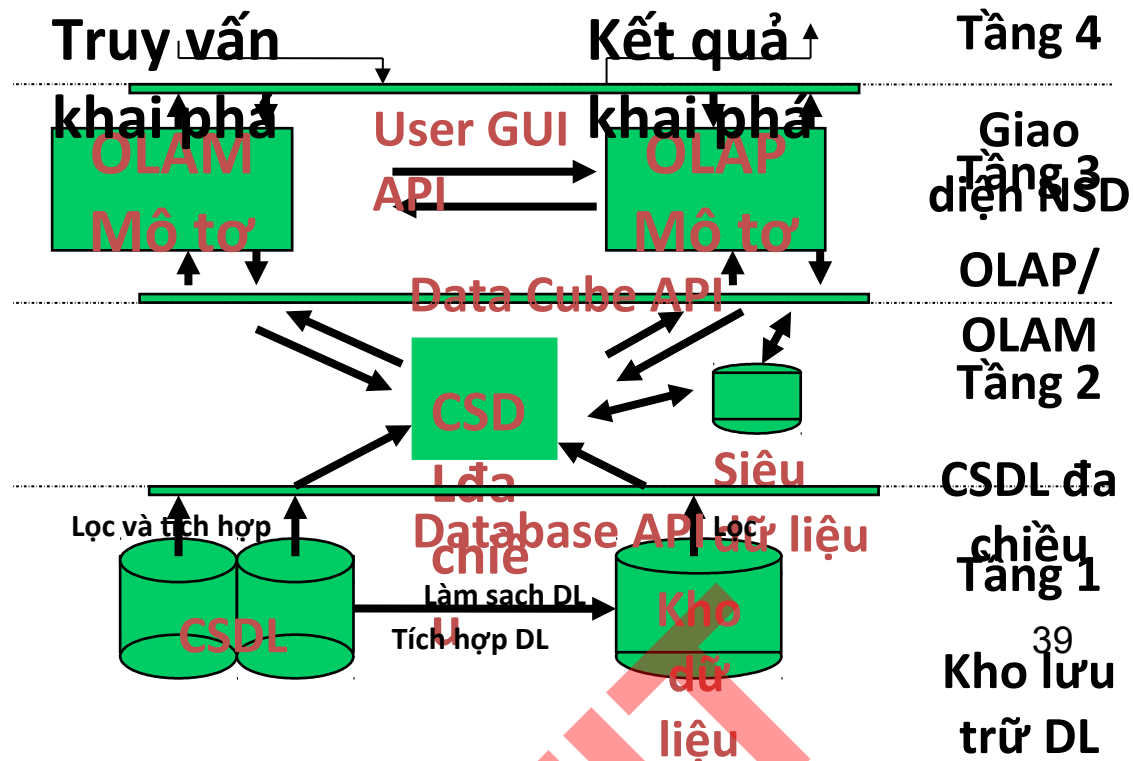 Truy vấn
khai phá
Kết quả
khai phá
Tầng 4
Giao
diện NSD
User GUI
API
OLAM
Mô tơ
OLAP
Mô tơ
Tầng 3
OLAP/
OLAM
Data Cube API
CSD
Lđa
chiề
u
Siêu
dữ liệu
Tầng 2
CSDL đa
chiều
Database API
Lọc và tích hợp
Lọc
Làm sạch DL
Tích hợp DL
CSDL
Kho
dữ
liệu
Tầng 1
Kho lưu
trữ DL
39